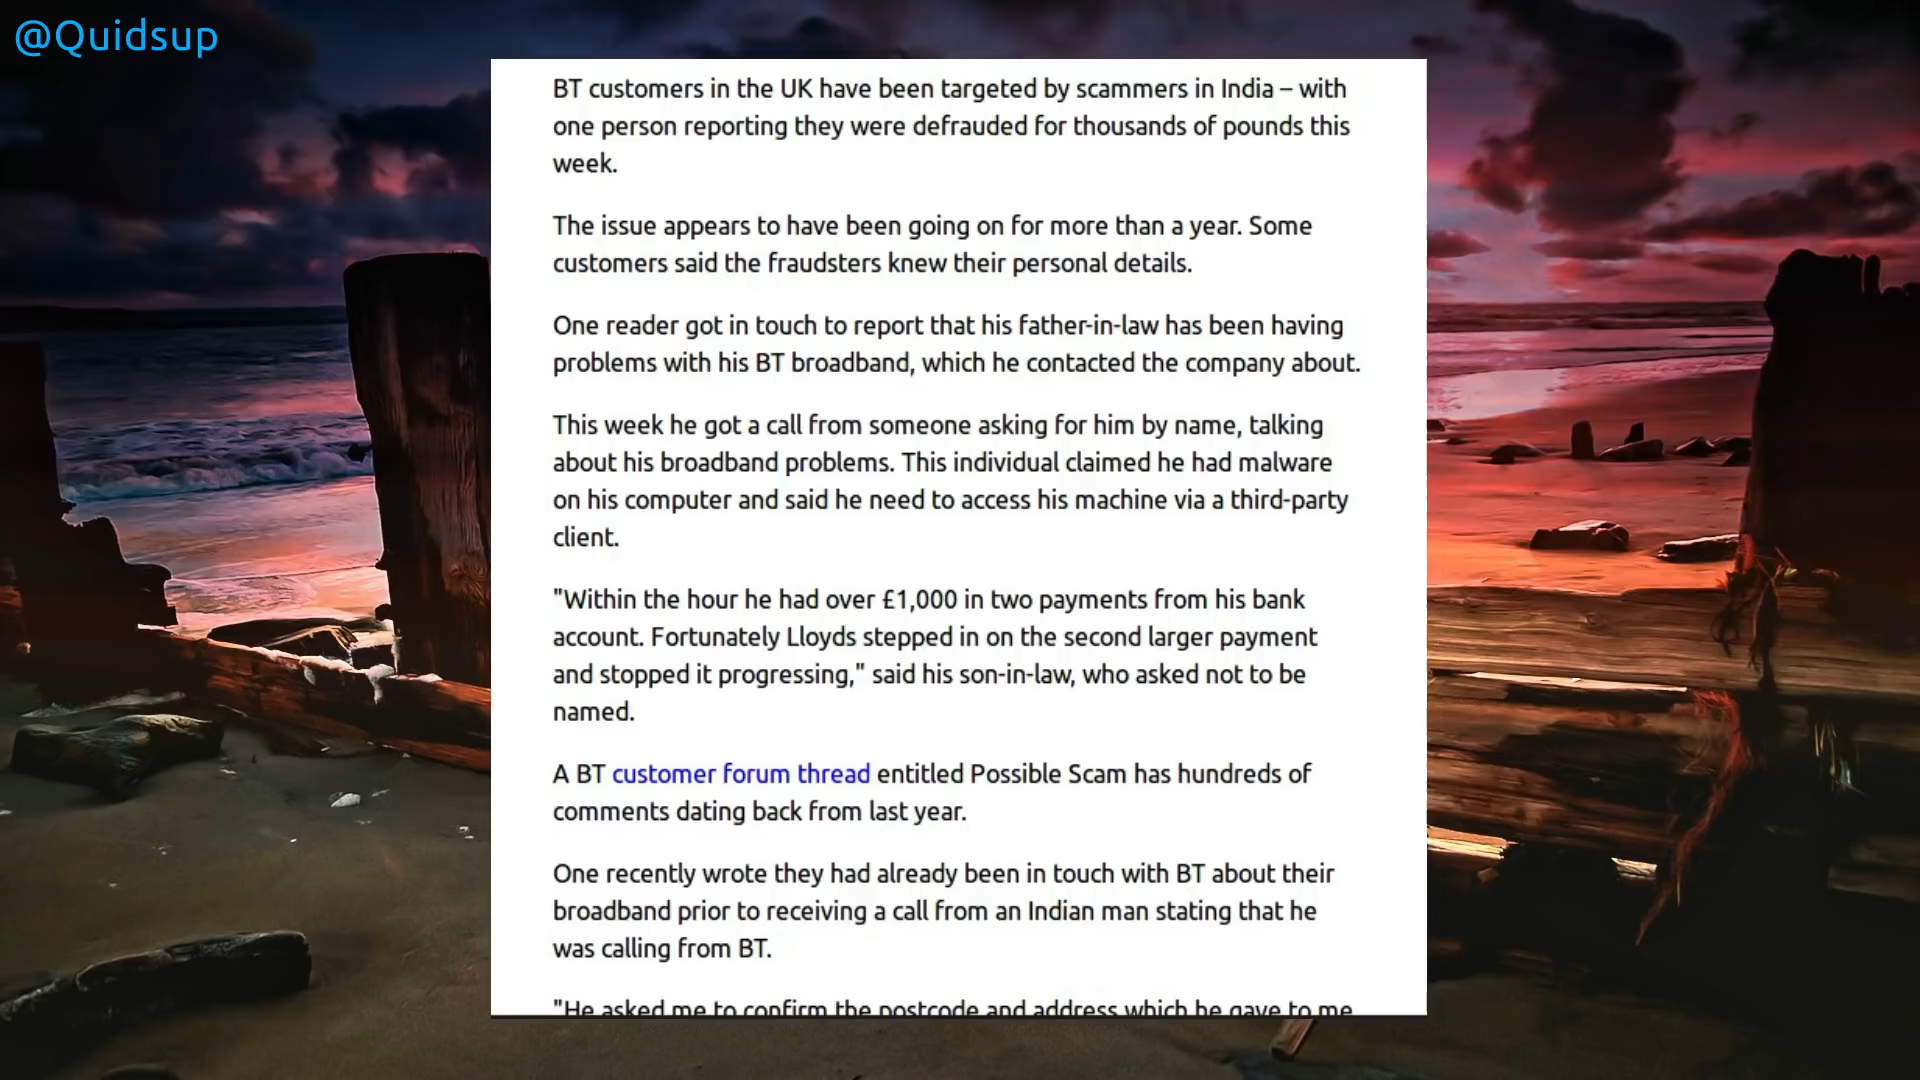 @Quidsup
BT customers in the UK have been targeted by scammers in India – with
one person reporting they were defrauded for thousands of pounds this
week.
The issue appears to have been going on for more than a year. Some
customers said the fraudsters knew their personal details.
One reader got in touch to report that his father-in-law has been having
problems with his BT broadband, which he contacted the company about.
This week he got a call from someone asking for him by name, talking
about his broadband problems. This individual claimed he had malware
on his computer and said he need to access his machine via a third-party
client.
"Within the hour he had over £1,000 in two payments from his bank
account. Fortunately Lloyds stepped in on the second larger payment
and stopped it progressing," said his son-in-law, who asked not to be
named.
A BT customer forum thread entitled Possible Scam has hundreds of
comments dating back from last year.
One recently wrote they had already been in touch with BT about their
broadband prior to receiving a call from an Indian man stating that he
was calling from BT.
"He asked me to confirm the postcode and address which he gave to me